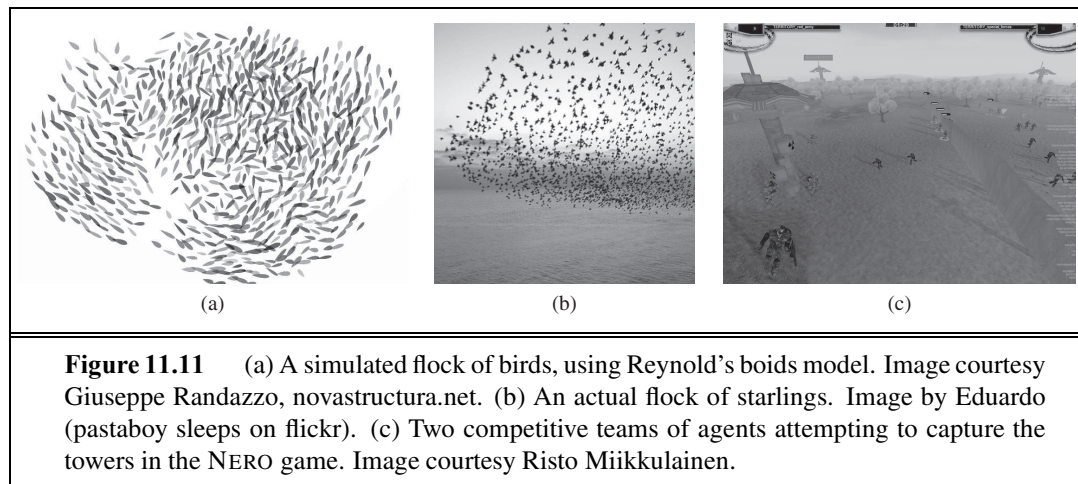 (a)
(b)
(c)
Figure 11.11 (a) A simulated flock of birds, using Reynold's boids model. Image courtesy
Giuseppe Randazzo, novastructura.net. (b) An actual flock of starlings. Image by Eduardo
(pastaboy sleeps on flickr). (c) Two competitive teams of agents attempting to capture the
towers in the NERO game. Image courtesy Risto Miikkulainen.